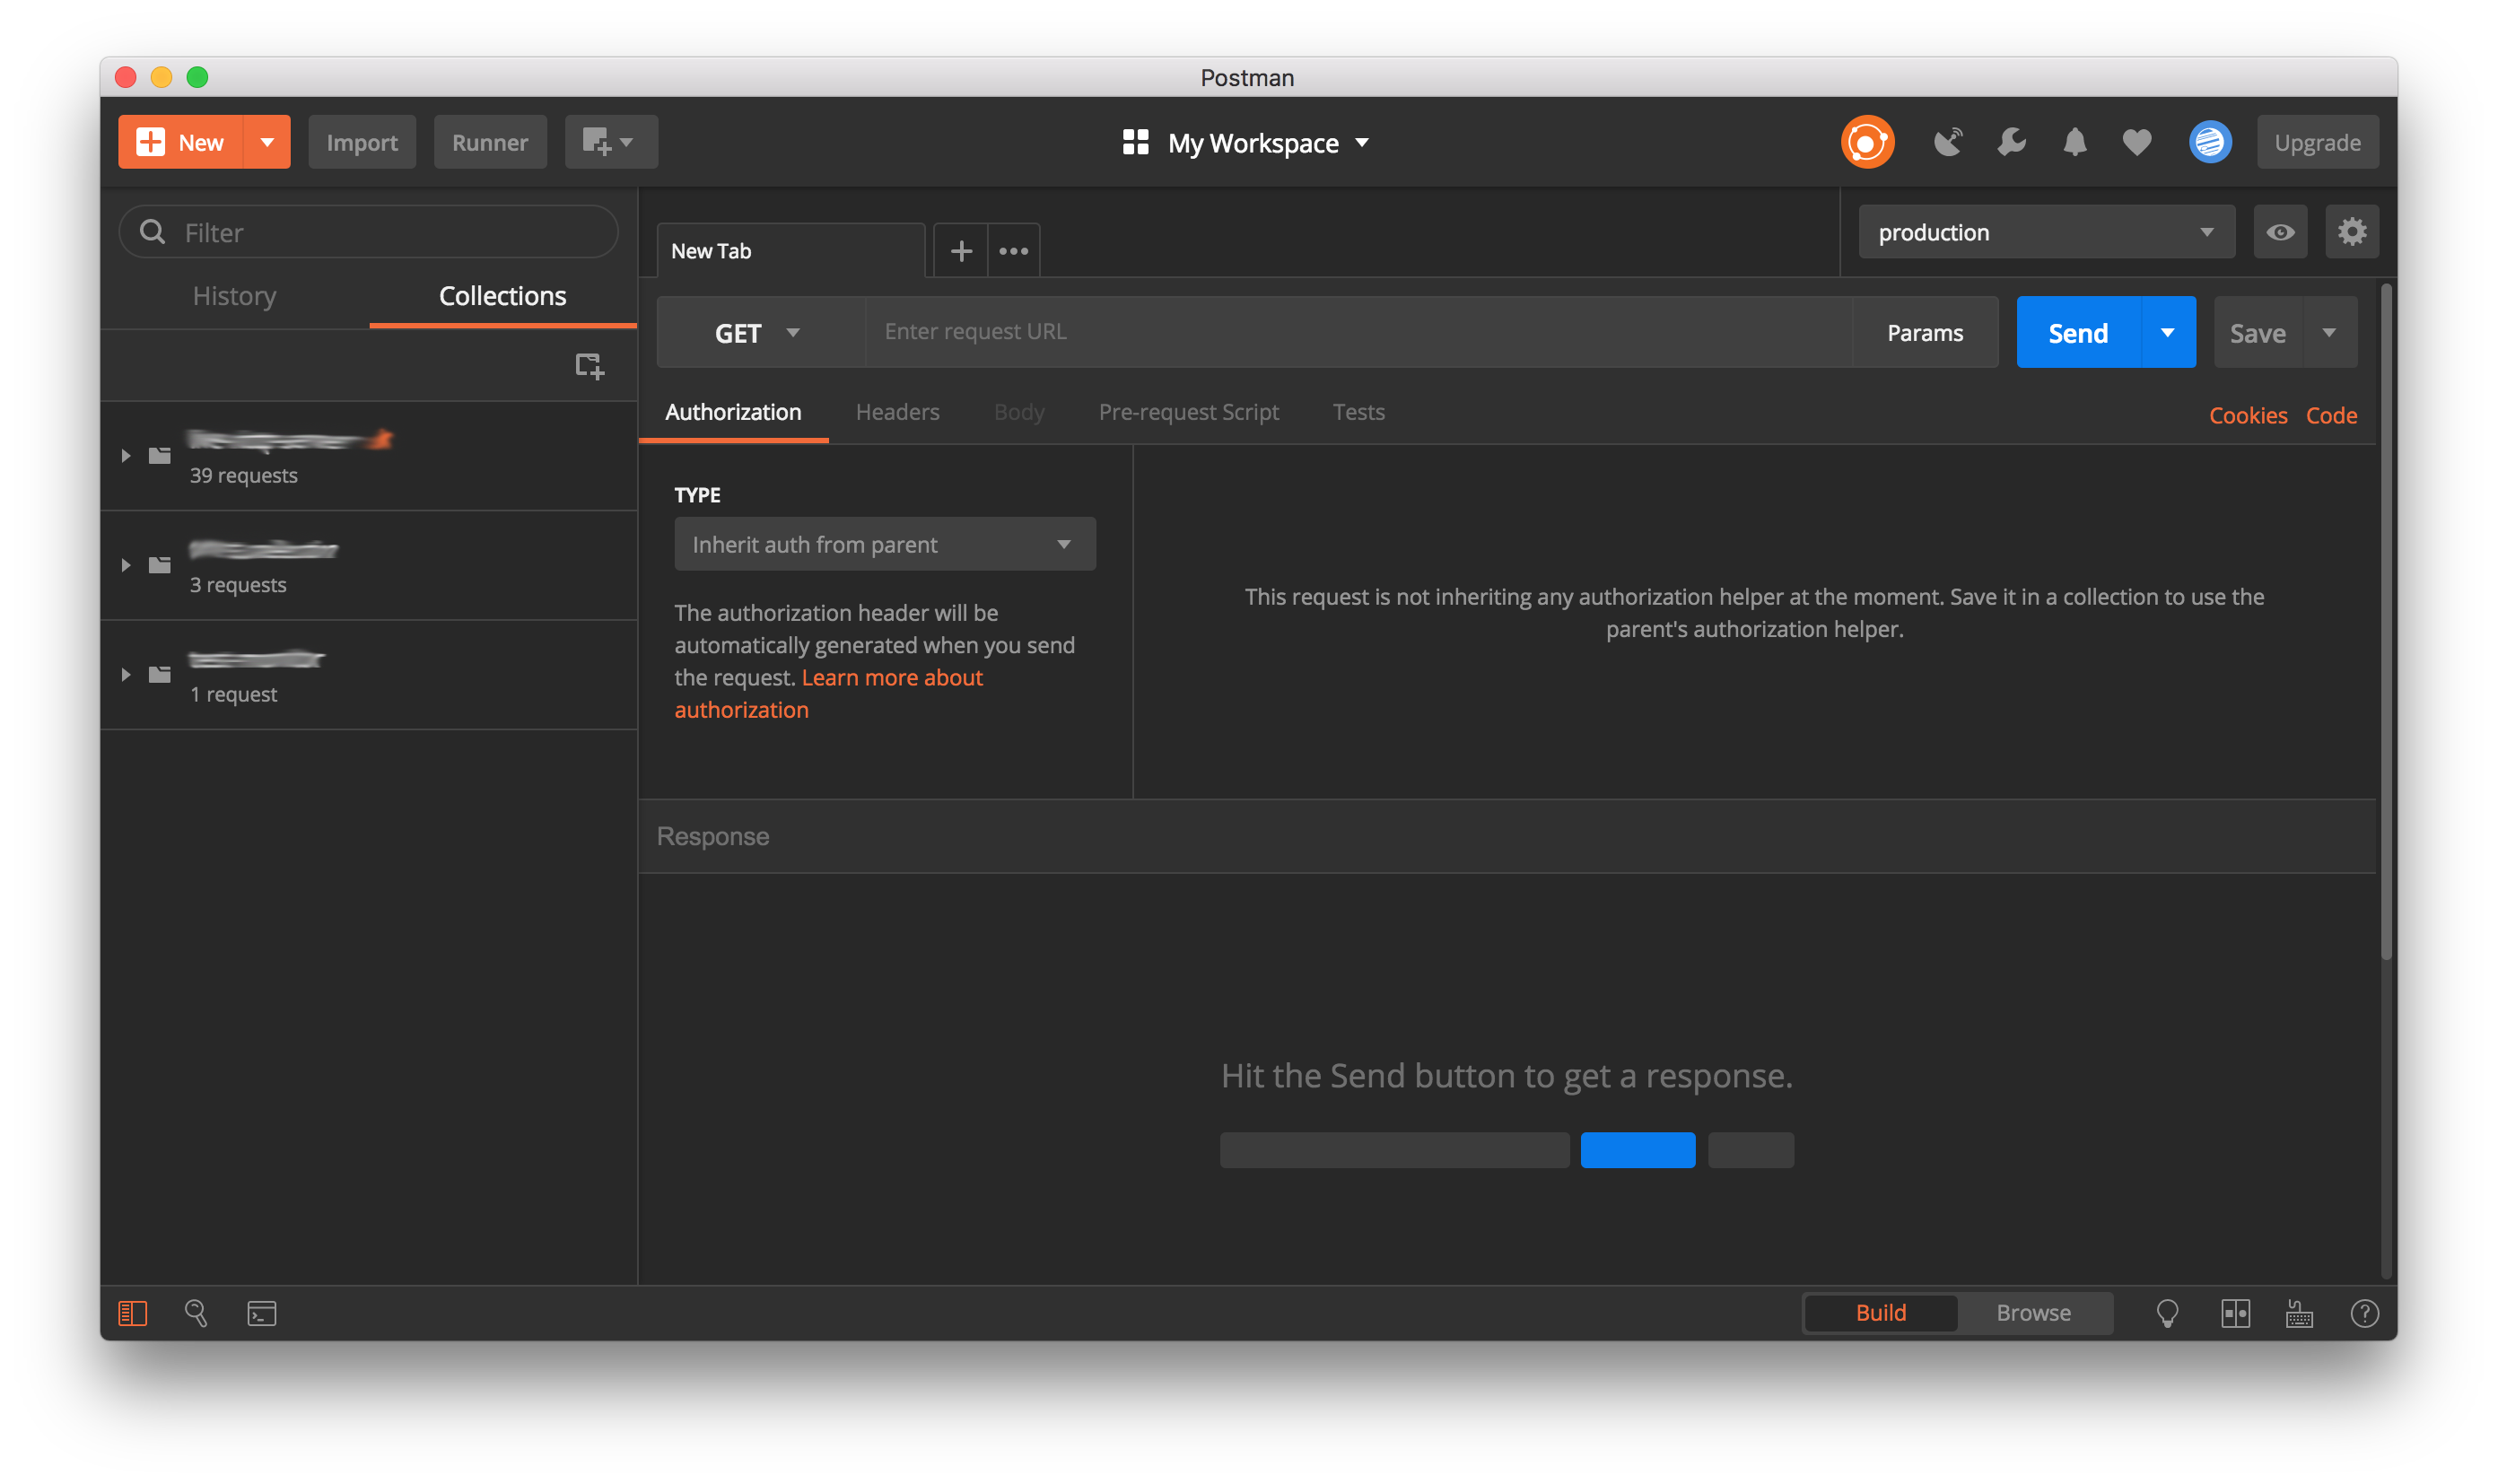 Postman
New
Import
Runner
My Workspace
Upgrade
Filter
History
Collections
39 requests
3 requests
1 request
New Tab
production
GET
Enter request URL
Params
Send
Save
Authorization
Headers
Body
Pre-request Script
Tests
Cookies
Code
TYPE
Inherit auth from parent
The authorization header will be
automatically generated when you send
the request. Learn more about
authorization
This request is not inheriting any authorization helper at the moment. Save it in a collection to use the
parent's authorization helper.
Response
Hit the Send button to get a response.
Build
Browse